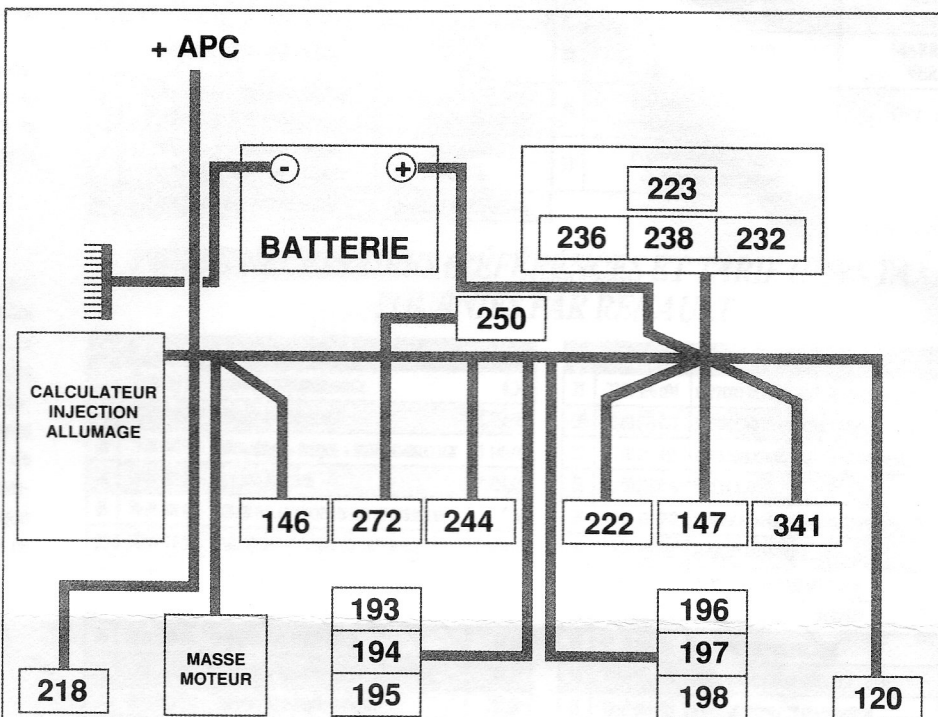 + APC
- +
BATTERIE
223
236 238 232
250
CALCULATEUR
INJECTION
ALLUMAGE
146 272 244 222 147 341
193
194
195
196
197
198
MASSE
MOTEUR
218
120